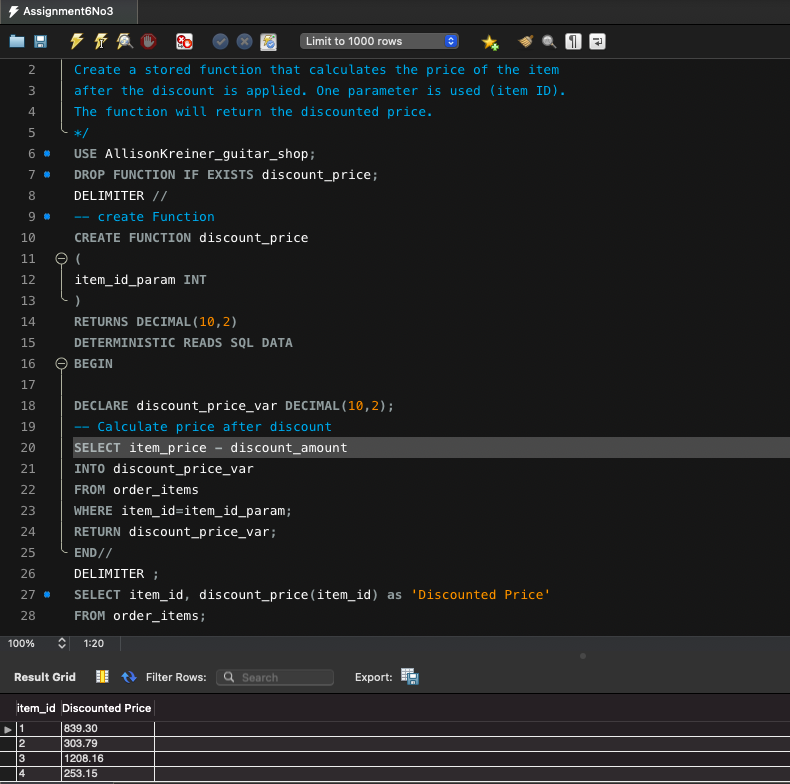 Assignment6No3
Limit to 1000 rows
2 Create a stored function that calculates the price of the item
3 after the discount is applied. One parameter is used (item ID).
4 The function will return the discounted price.
5 */
6 USE AllisonKreiner_guitar_shop;
7 DROP FUNCTION IF EXISTS discount_price;
8 DELIMITER //
9 -- create Function
10 CREATE FUNCTION discount_price
11 (
12 item_id_param INT
13 )
14 RETURNS DECIMAL(10,2)
15 DETERMINISTIC READS SQL DATA
16 BEGIN
17
18 DECLARE discount_price_var DECIMAL(10,2);
19 -- Calculate price after discount
20 SELECT item_price - discount_amount
21 INTO discount_price_var
22 FROM order_items
23 WHERE item_id=item_id_param;
24 RETURN discount_price_var;
25 END//
26 DELIMITER ;
27 SELECT item_id, discount_price(item_id) as 'Discounted Price'
28 FROM order_items;
100% 1:20
Result Grid Filter Rows: Search Export:
item_id Discounted Price
1 839.30
2 303.79
3 1208.16
4 253.15